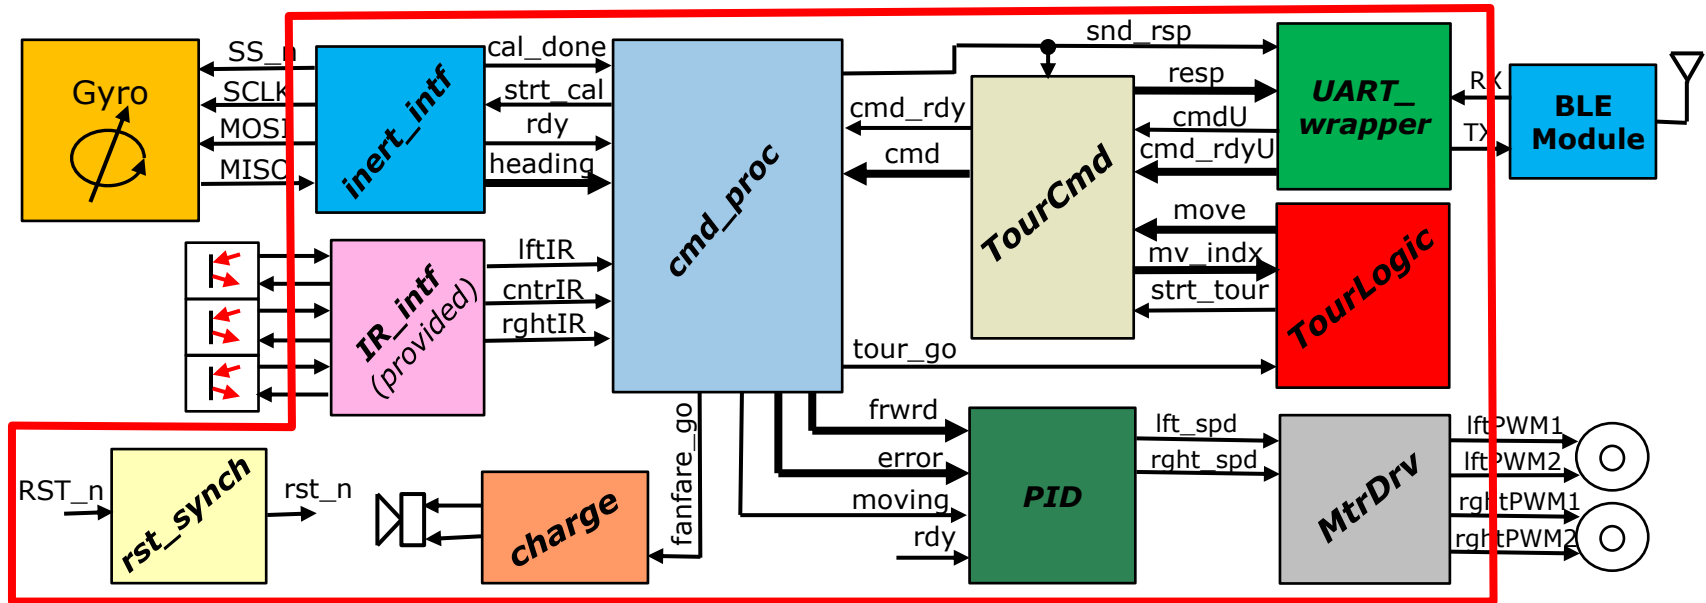 Gyro
SS_n
SCLK
MOSI
MISO
inert_intf
cal_done
strt_cal
rdy
heading
cmd_proc
snd_rsp
cmd_rdy
cmd
TourCmd
resp
cmdU
cmd_rdyU
UART_
wrapper
RX
TX
BLE
Module
IR_intf
(provided)
lftIR
cntrIR
rghtIR
move
mv_indx
strt_tour
TourLogic
tour_go
RST_n
rst_synch
rst_n
charge
fanfare_go
frwrd
error
moving
rdy
PID
lft_spd
rght_spd
MtrDrv
lftPWM1
lftPWM2
rghtPWM1
rghtPWM2